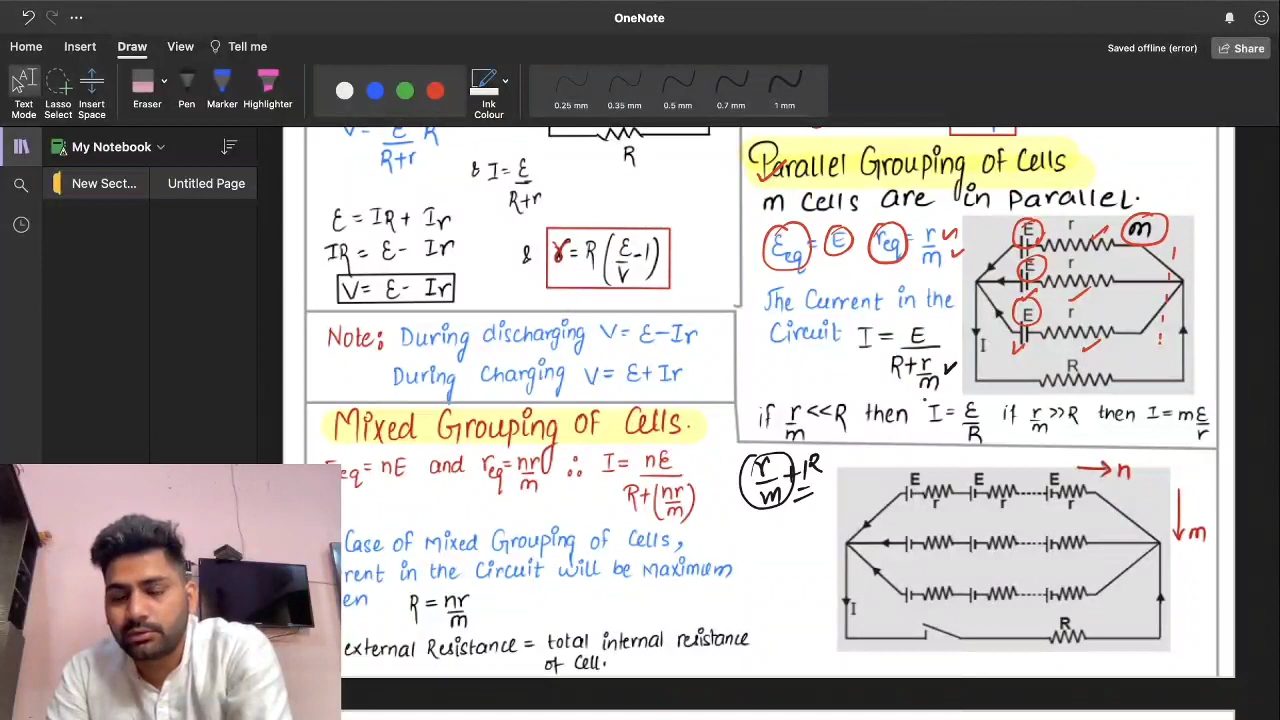 OneNote
Home Insert Draw View Tell me
Saved offline (error) Share
Text Mode
Lasso Select
Insert Space
Eraser
Pen
Marker
Highlighter
Ink Colour
0.25 mm 0.35 mm 0.5 mm 0.7 mm 1 mm
My Notebook
New Sect...
Untitled Page
V = ε R
R+r
R
& I = ε
R+r
ε = IR + Ir
IR = ε - Ir
V = ε - Ir
& r = R (ε/V - 1)
Note: During discharging V = ε - Ir
During charging V = ε + Ir
Mixed Grouping of Cells.
εeq = nE and req = nr/m ∴ I = nE / R+(nr/m)
Case of Mixed Grouping of Cells,
rent in the Circuit will be Maximum
en R = nr/m
external Resistance = total internal resistance
of Cell.
Parallel Grouping of Cells
m cells are in parallel.
Eeq = E req = r/m
The Current in the
Circuit I = E / R+r/m
E r m
E r
E r
I
R
if r/m << R then I = ε/R if r/m >> R then I = m ε/r
r/m + R
E E E n
r r r
m
I
R